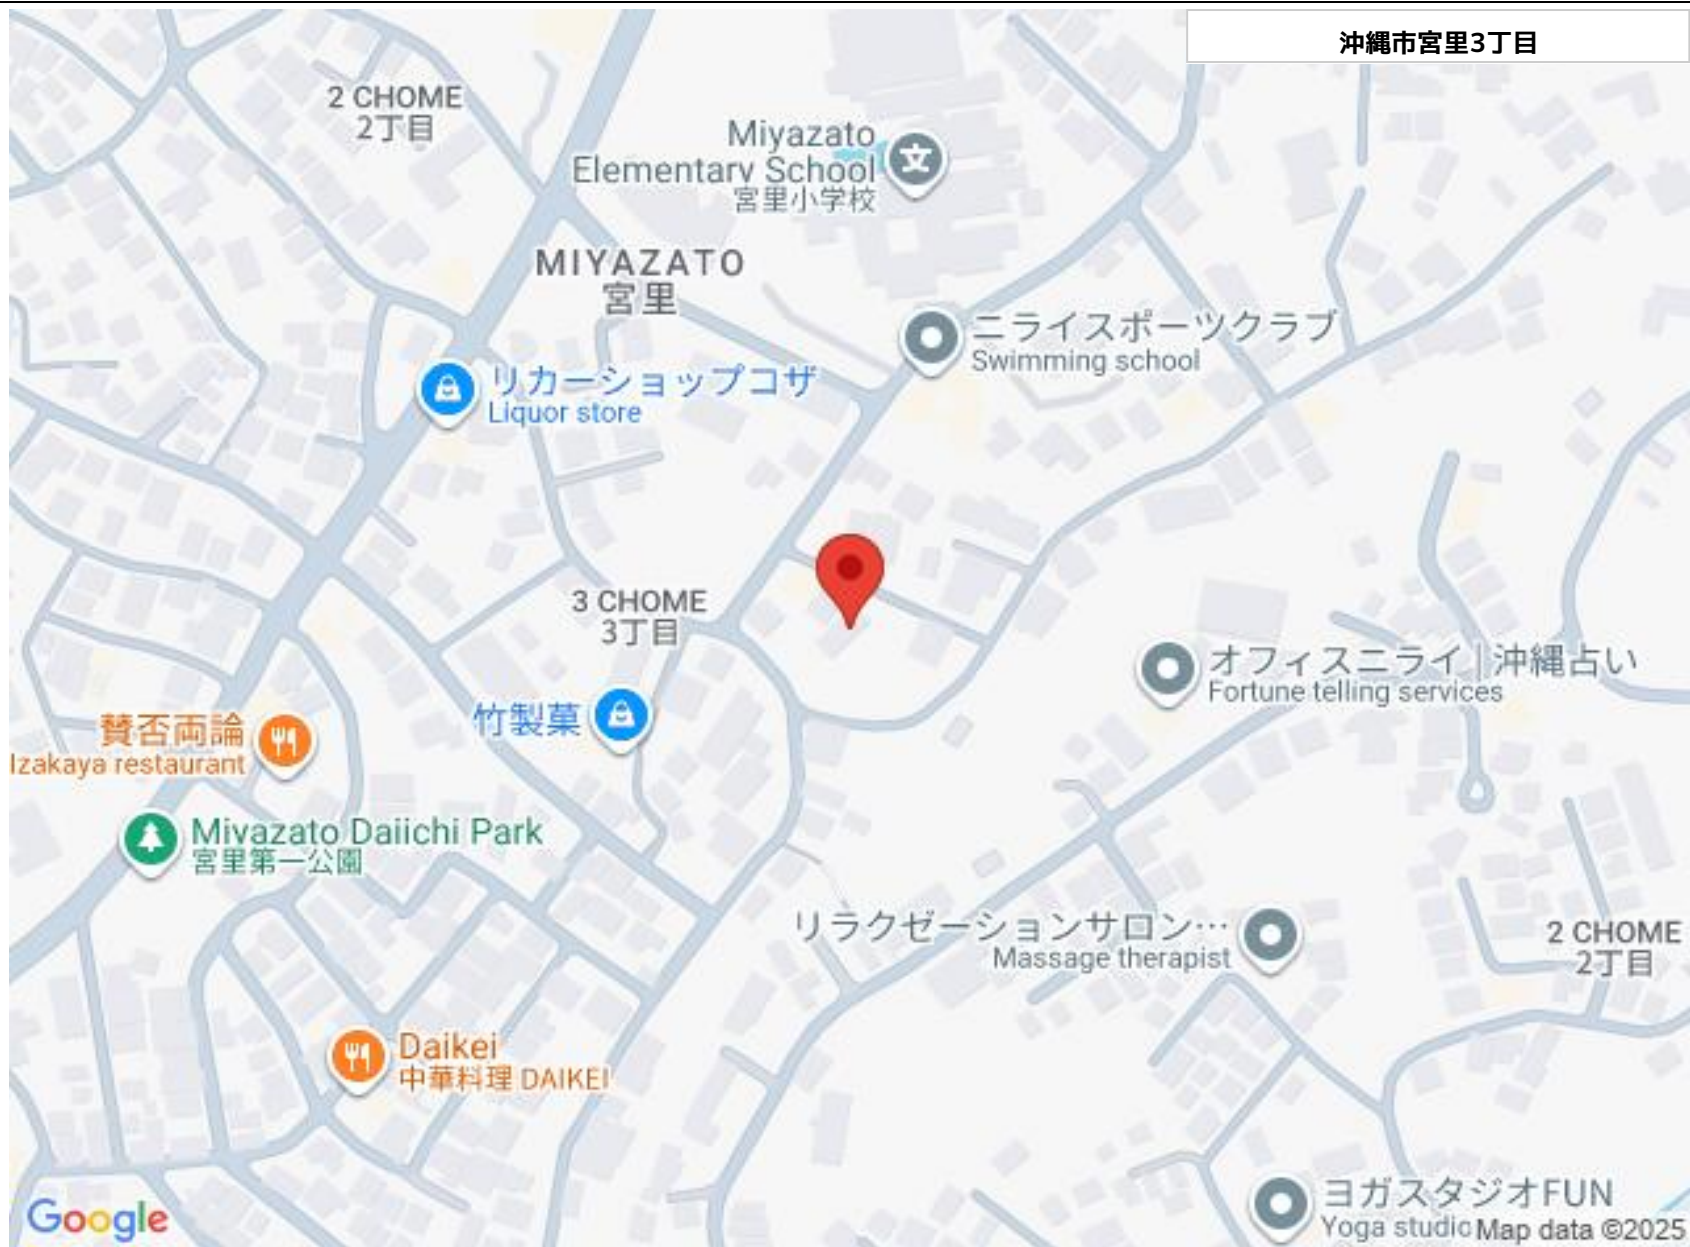 沖縄市宮里3丁目
2 CHOME
2丁目
Miyazato
Elementary School
宮里小学校
MIYAZATO
宮里
ニライスポーツクラブ
Swimming school
リカーショップコザ
Liquor store
3 CHOME
3丁目
オフィスニライ | 沖縄占い
Fortune telling services
竹製菓
賛否両論
Izakaya restaurant
Miyazato Daiichi Park
宮里第一公園
リラクゼーションサロン…
Massage therapist
2 CHOME
2丁目
Daikei
中華料理 DAIKEI
ヨガスタジオFUN
Yoga studio
Google
Map data ©2025